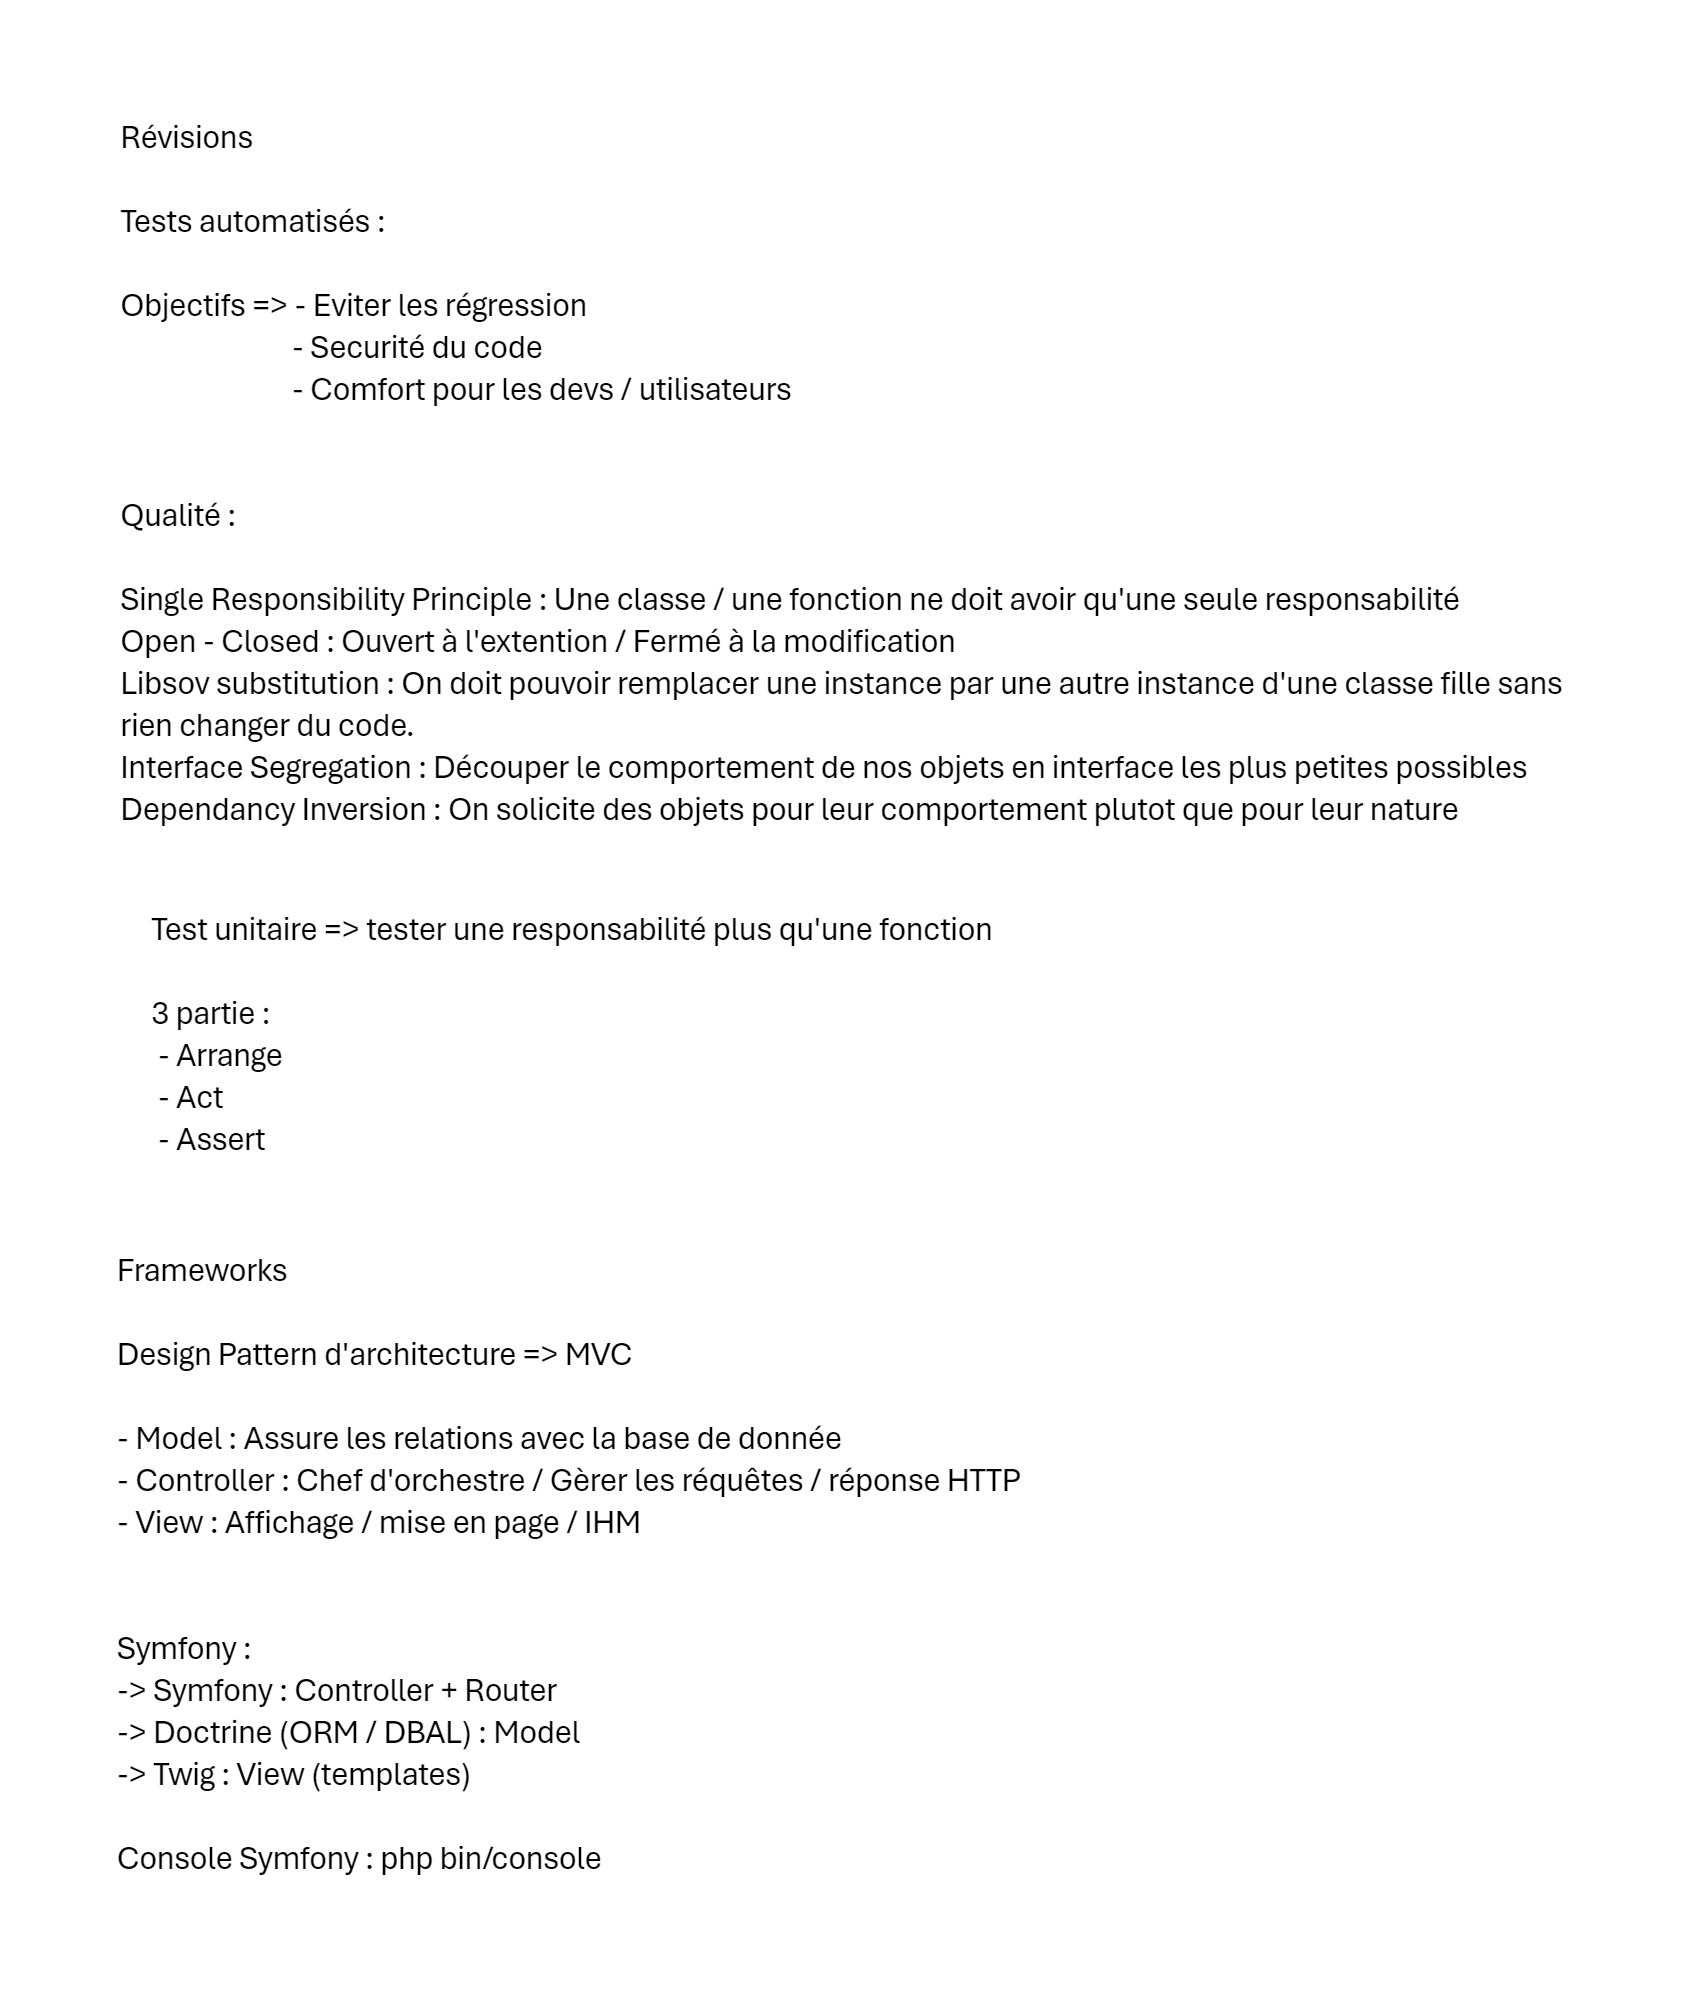 Révisions
Tests automatisés :
Objectifs => - Eviter les régression
- Securité du code
- Comfort pour les devs / utilisateurs
Qualité :
Single Responsibility Principle : Une classe / une fonction ne doit avoir qu'une seule responsabilité
Open - Closed : Ouvert à l'extention / Fermé à la modification
Libsov substitution : On doit pouvoir remplacer une instance par une autre instance d'une classe fille sans
rien changer du code.
Interface Segregation : Découper le comportement de nos objets en interface les plus petites possibles
Dependancy Inversion : On solicite des objets pour leur comportement plutot que pour leur nature
Test unitaire => tester une responsabilité plus qu'une fonction
3 partie :
- Arrange
- Act
- Assert
Frameworks
Design Pattern d'architecture => MVC
- Model : Assure les relations avec la base de donnée
- Controller : Chef d'orchestre / Gèrer les réquêtes / réponse HTTP
- View : Affichage / mise en page / IHM
Symfony :
-> Symfony : Controller + Router
-> Doctrine (ORM / DBAL) : Model
-> Twig : View (templates)
Console Symfony : php bin/console